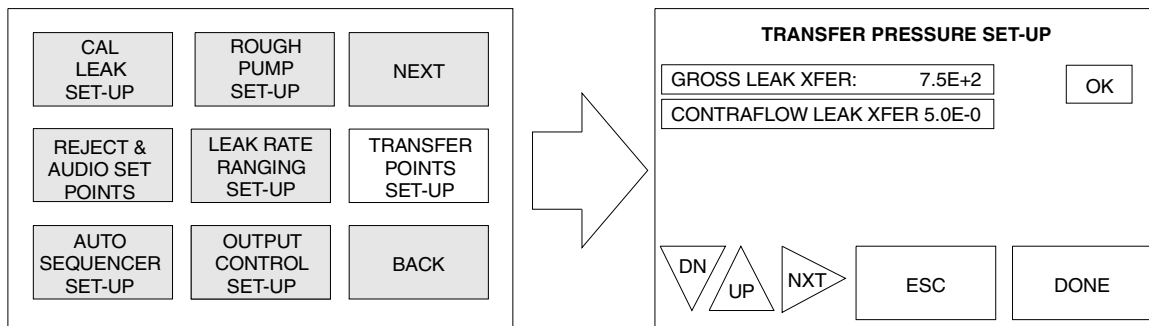 CAL
LEAK
SET-UP
ROUGH
PUMP
SET-UP
NEXT
REJECT &
AUDIO SET
POINTS
LEAK RATE
RANGING
SET-UP
TRANSFER
POINTS
SET-UP
AUTO
SEQUENCER
SET-UP
OUTPUT
CONTROL
SET-UP
BACK
TRANSFER PRESSURE SET-UP
GROSS LEAK XFER: 7.5E+2
OK
CONTRAFLOW LEAK XFER 5.0E-0
DN
UP
NXT
ESC
DONE